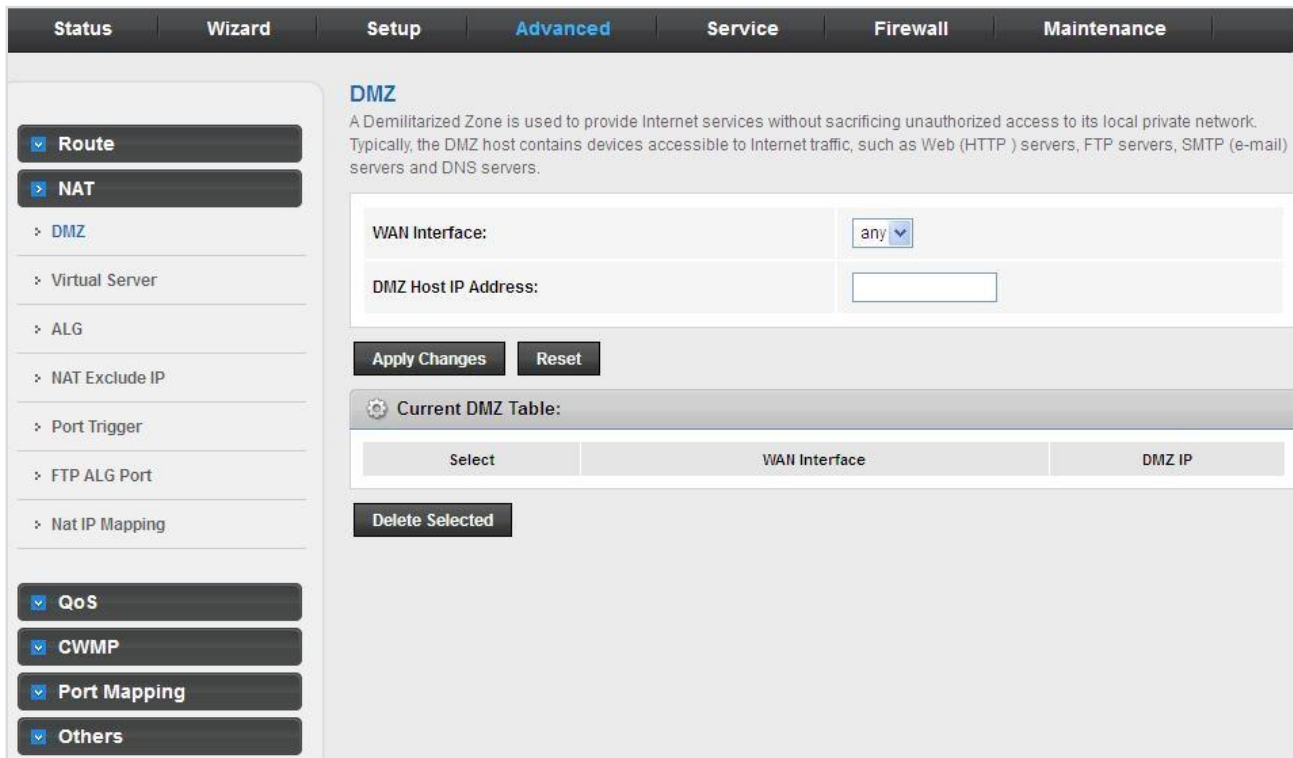 Status Wizard Setup Advanced Service Firewall Maintenance
Route
NAT
DMZ
Virtual Server
ALG
NAT Exclude IP
Port Trigger
FTP ALG Port
Nat IP Mapping
QoS
CWMP
Port Mapping
Others
DMZ
A Demilitarized Zone is used to provide Internet services without sacrificing unauthorized access to its local private network.
Typically, the DMZ host contains devices accessible to Internet traffic, such as Web (HTTP ) servers, FTP servers, SMTP (e-mail)
servers and DNS servers.
WAN Interface: any
DMZ Host IP Address:
Apply Changes Reset
Current DMZ Table:
Select WAN Interface DMZ IP
Delete Selected